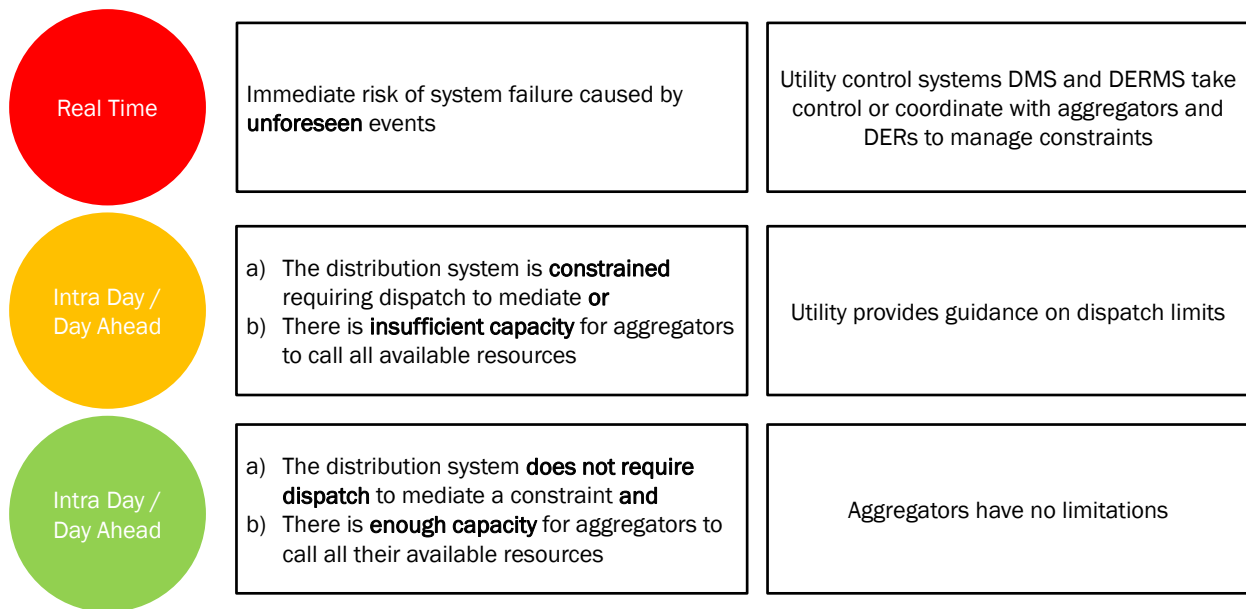 Real Time
Immediate risk of system failure caused by
unforeseen events
Utility control systems DMS and DERMS take
control or coordinate with aggregators and
DERs to manage constraints
Intra Day /
Day Ahead
a) The distribution system is constrained
requiring dispatch to mediate or
b) There is insufficient capacity for aggregators
to call all available resources
Utility provides guidance on dispatch limits
Intra Day /
Day Ahead
a) The distribution system does not require
dispatch to mediate a constraint and
b) There is enough capacity for aggregators to
call all their available resources
Aggregators have no limitations